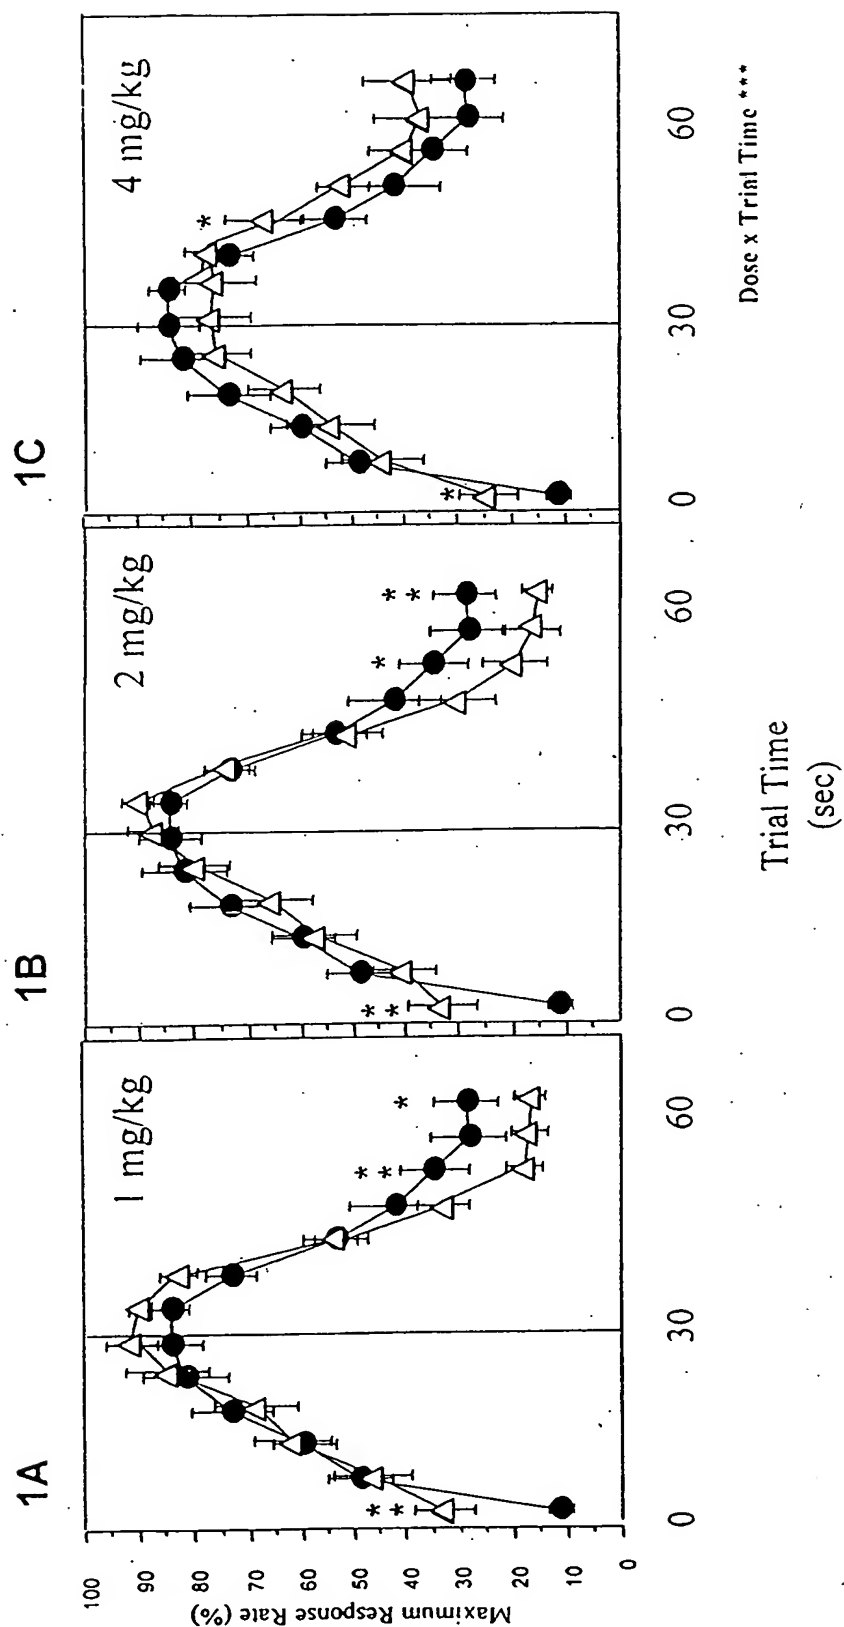 1A
1B
1C
1 mg/kg
2 mg/kg
4 mg/kg
* *
* *
*
* *
*
* *
*
*
Maximum Response Rate (%)
100
90
80
70
60
50
40
30
20
10
0
0
30
60
0
30
60
0
30
60
Trial Time
(sec)
Dose x Trial Time ***